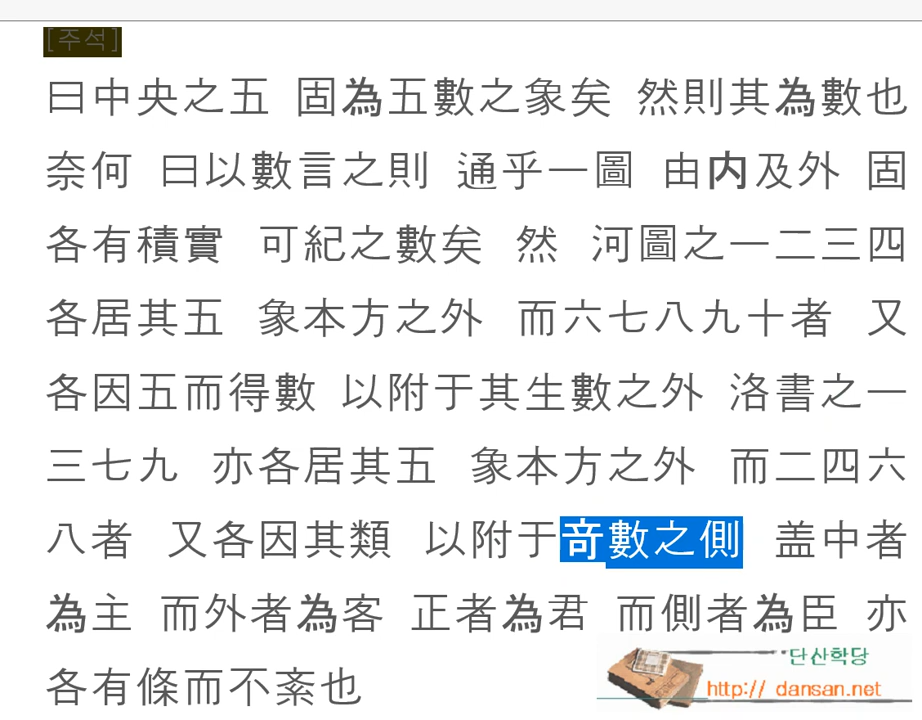 [주석]
曰中央之五 固為五數之象矣 然則其為數也
奈何 曰以數言之則 通乎一圖 由内及外 固
各有積實 可紀之數矣 然 河圖之一二三四
各居其五 象本方之外 而六七八九十者 又
各因五而得數 以附于其生數之外 洛書之一
三七九 亦各居其五 象本方之外 而二四六
八者 又各因其類 以附于竒數之側 盖中者
為主 而外者為客 正者為君 而側者為臣 亦
各有條而不紊也
단산학당
http:// dansan.net